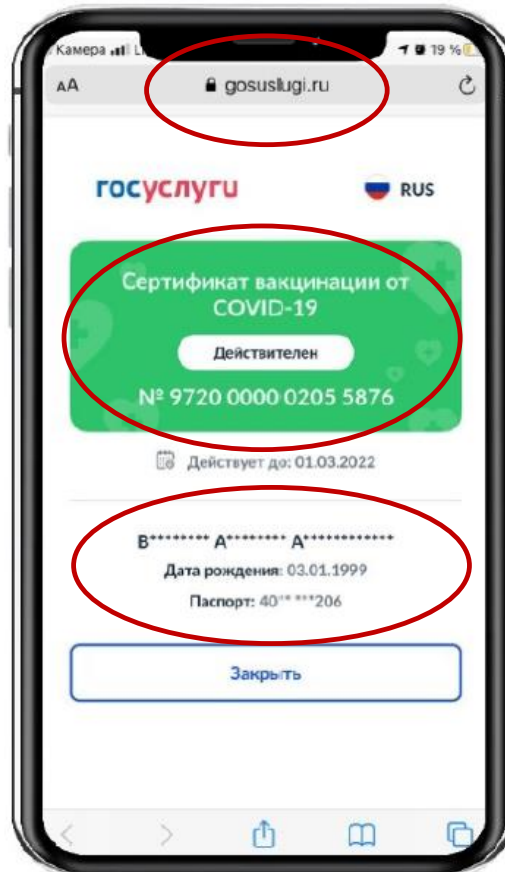 Камера
19 %
AA gosuslugi.ru
госуслуги RUS
Сертификат вакцинации от
COVID-19
Действителен
№ 9720 0000 0205 5876
Действует до: 01.03.2022
В******** А******** А************
Дата рождения: 03.01.1999
Паспорт: 40** ***206
Закрыть